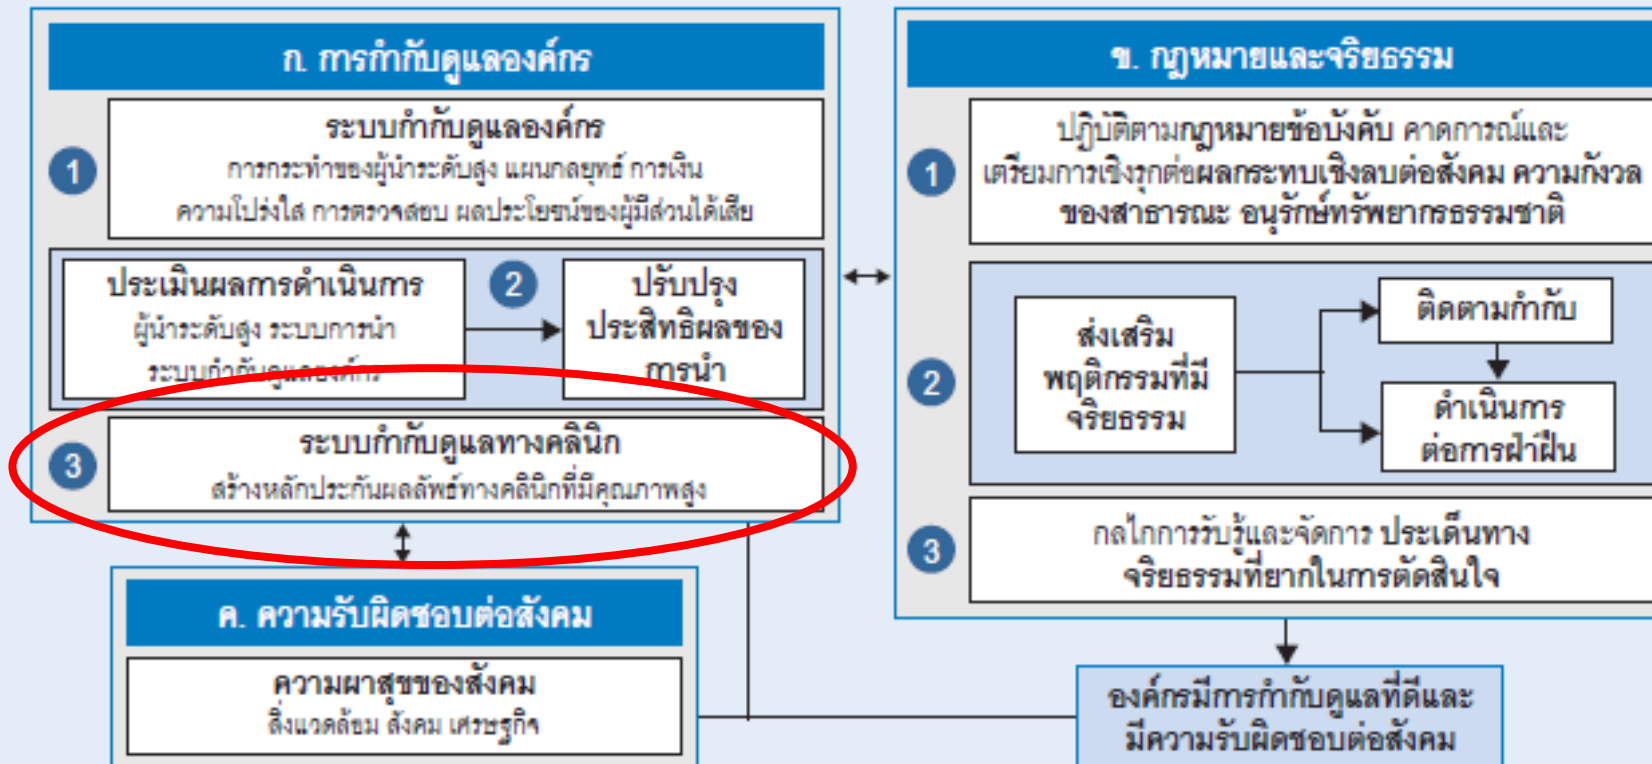 ก. การกำกับดูแลองค์กร
1
ระบบกำกับดูแลองค์กร
การกระทำของผู้นำระดับสูง แผนกลยุทธ์ การเงิน
ความโปร่งใส การตรวจสอบ ผลประโยชน์ของผู้มีส่วนได้เสีย
ประเมินผลการดำเนินการ
ผู้นำระดับสูง ระบบการนำ
ระบบกำกับดูแลองค์กร
2
ปรับปรุง
ประสิทธิผลของ
การนำ
3
ระบบกำกับดูแลทางคลินิก
สร้างหลักประกันผลลัพธ์ทางคลินิกที่มีคุณภาพสูง
ข. กฎหมายและจริยธรรม
1
ปฏิบัติตามกฎหมายข้อบังคับ คาดการณ์และ
เตรียมการเชิงรุกต่อผลกระทบเชิงลบต่อสังคม ความกังวล
ของสาธารณะ อนุรักษ์ทรัพยากรธรรมชาติ
2
ส่งเสริม
พฤติกรรมที่มี
จริยธรรม
ติดตามกำกับ
ดำเนินการ
ต่อการฝ่าฝืน
3
กลไกการรับรู้และจัดการ ประเด็นทาง
จริยธรรมที่ยากในการตัดสินใจ
ค. ความรับผิดชอบต่อสังคม
ความผาสุขของสังคม
สิ่งแวดล้อม สังคม เศรษฐกิจ
องค์กรมีการกำกับดูแลที่ดีและ
มีความรับผิดชอบต่อสังคม